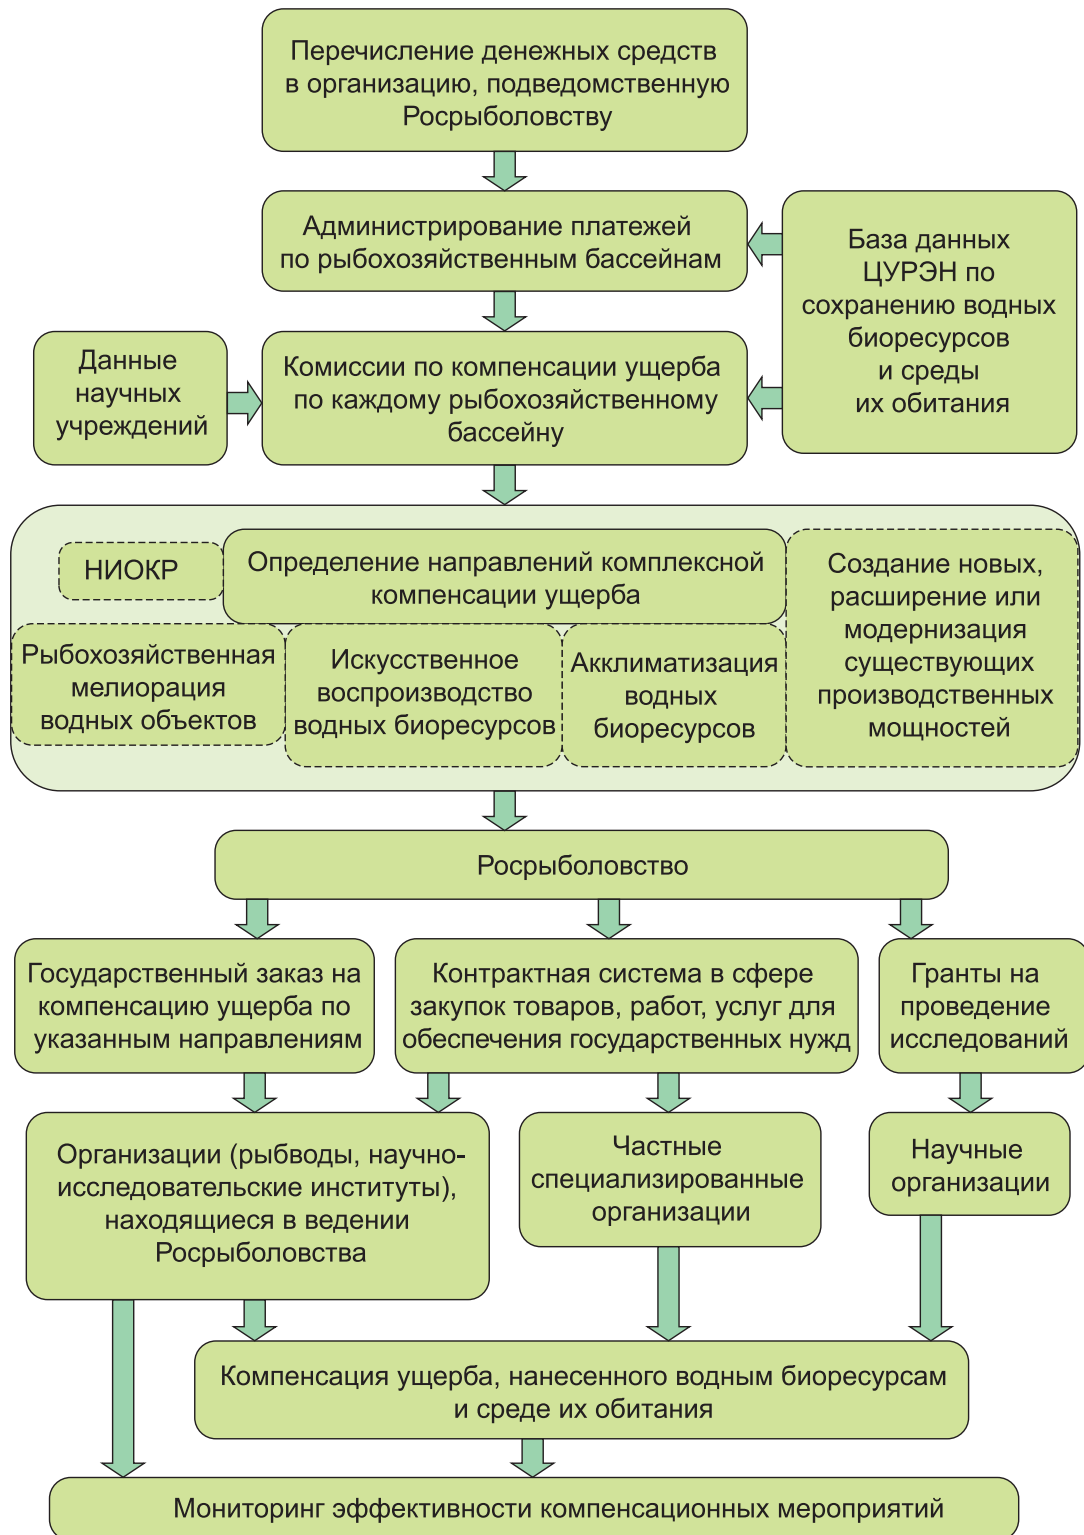 Перечисление денежных средств
в организацию, подведомственную
Росрыболовству
Администрирование платежей
по рыбохозяйственным бассейнам
База данных
ЦУРЭН по
сохранению водных
биоресурсов
и среды
их обитания
Данные
научных
учреждений
Комиссии по компенсации ущерба
по каждому рыбохозяйственному
бассейну
НИОКР
Определение направлений комплексной
компенсации ущерба
Создание новых,
расширение или
модернизация
существующих
производственных
мощностей
Рыбохозяйственная
мелиорация
водных объектов
Искусственное
воспроизводство
водных биоресурсов
Акклиматизация
водных
биоресурсов
Росрыболовство
Государственный заказ на
компенсацию ущерба по
указанным направлениям
Контрактная система в сфере
закупок товаров, работ, услуг для
обеспечения государственных нужд
Гранты на
проведение
исследований
Организации (рыбводы, научно-
исследовательские институты),
находящиеся в ведении
Росрыболовства
Частные
специализированные
организации
Научные
организации
Компенсация ущерба, нанесенного водным биоресурсам
и среде их обитания
Мониторинг эффективности компенсационных мероприятий